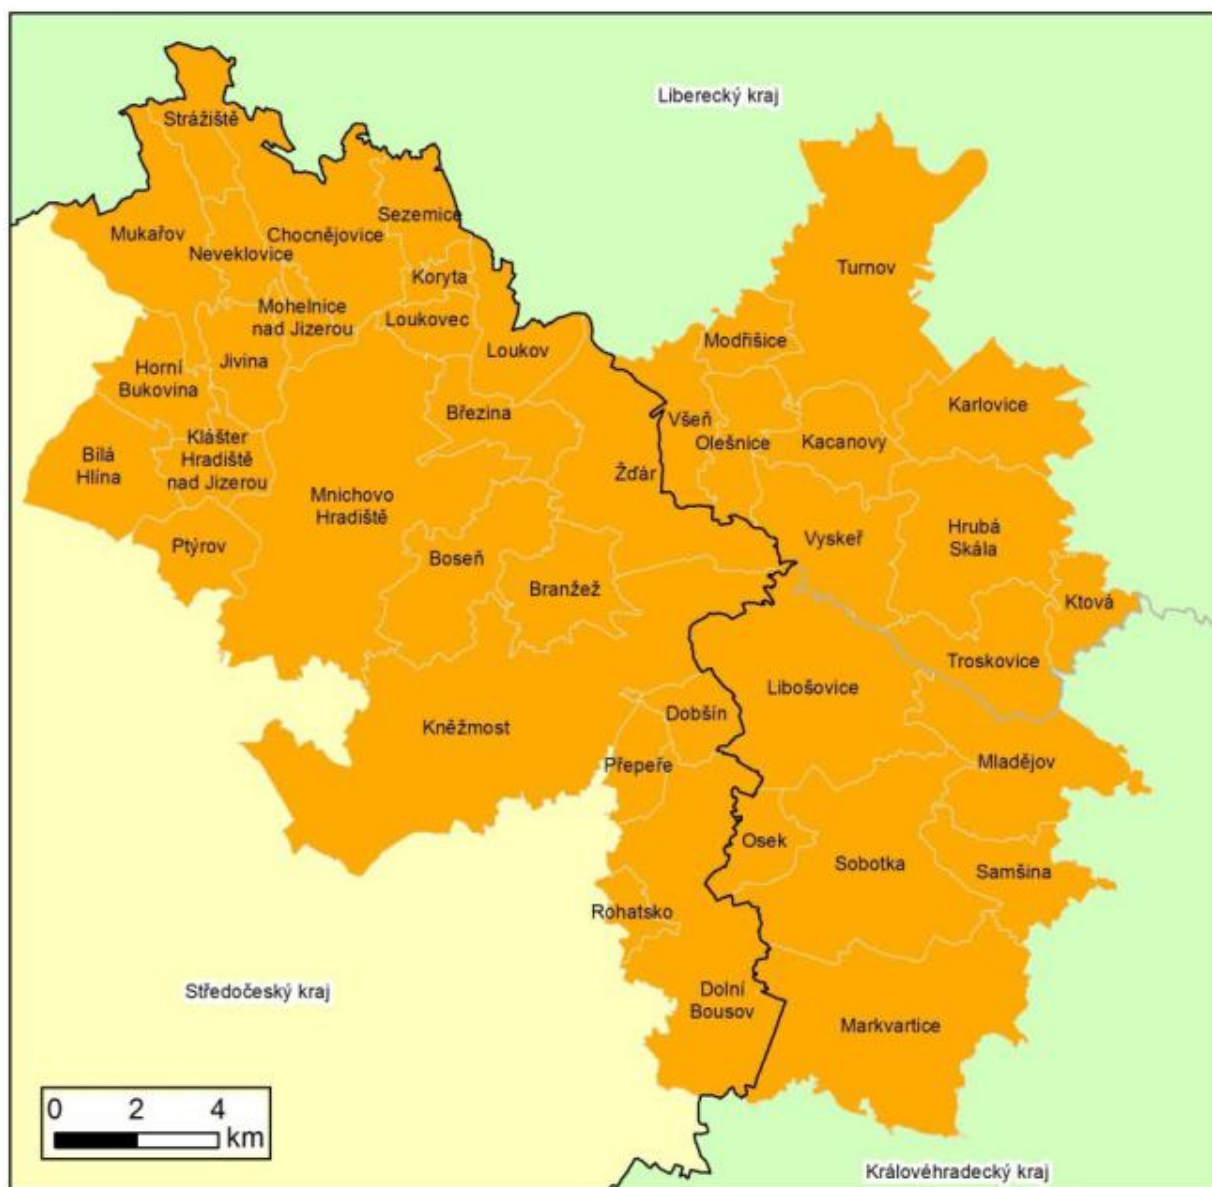 Liberecký kraj
Strážiště
Sezemice
Mukařov
Chocnějovice
Neveklovice
Turnov
Koryta
Mohelnice
nad Jizerou
Loukovec
Modřišice
Loukov
Jivina
Horní
Bukovina
Karlovice
Březina
Všeň
Olešnice
Kacanovy
Klášter
Hradiště
nad Jizerou
Bílá
Hlína
Žďár
Mnichovo
Hradiště
Hrubá
Skála
Vyskeř
Ptýrov
Boseň
Branžež
Ktová
Troskovice
Libošovice
Dobšín
Kněžmost
Přepeře
Mladějov
Osek
Sobotka
Samšina
Rohatsko
Středočeský kraj
Dolní
Bousov
Markvartice
0 2 4
km
Královéhradecký kraj